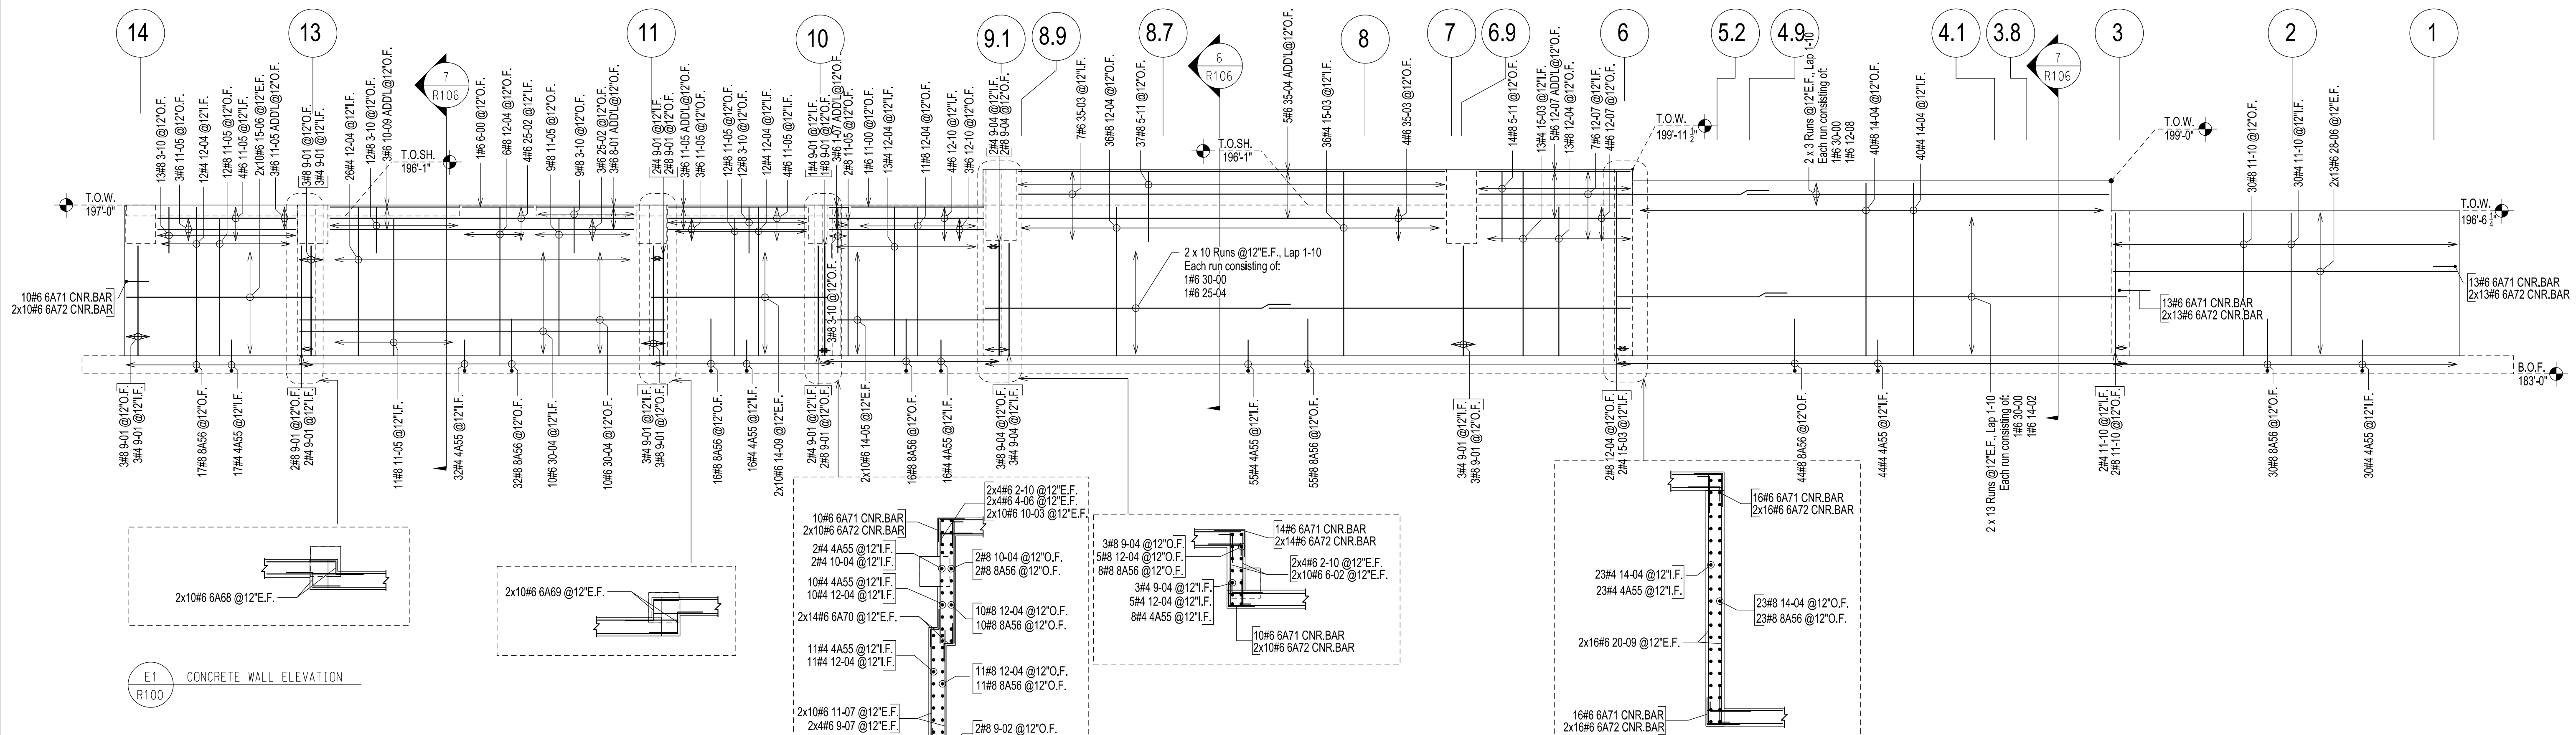 14
13
11
10
9.1
8.9
8.7
8
7
6.9
6
5.2
4.9
4.1
3.8
3
2
1
7
R106
6
R106
7
R106
T.O.W.
197'-0"
T.O.SH.
196'-1"
T.O.SH.
196'-1"
T.O.W.
199'-11 1/2"
T.O.W.
199'-0"
T.O.W.
196'-6 1/4"
B.O.F.
183'-0"
13#8 3-10 @12"O.F.
3#6 11-05 @12"O.F.
12#4 12-04 @12"I.F.
12#8 11-05 @12"O.F.
4#6 11-05 @12"I.F.
2x10#6 15-06 @12"E.F.
3#6 11-05 ADD'L@12"O.F.
3#8 9-01 @12"O.F.
3#4 9-01 @12"I.F.
26#4 12-04 @12"I.F.
12#8 3-10 @12"O.F.
3#6 10-09 ADD'L@12"O.F.
1#6 6-00 @12"O.F.
6#8 12-04 @12"O.F.
4#6 25-02 @12"I.F.
9#8 11-05 @12"O.F.
9#8 3-10 @12"O.F.
3#6 25-02 @12"O.F.
3#6 8-01 ADD'L@12"O.F.
2#4 9-01 @12"I.F.
2#8 9-01 @12"O.F.
3#6 11-05 ADD'L@12"O.F.
3#6 11-05 @12"O.F.
12#8 11-05 @12"O.F.
12#8 3-10 @12"O.F.
12#4 12-04 @12"I.F.
4#6 11-05 @12"I.F.
1#4 9-01 @12"I.F.
1#8 9-01 @12"O.F.
3#6 1-07 ADD'L@12"O.F.
2#8 11-05 @12"O.F.
1#6 11-00 @12"O.F.
13#4 12-04 @12"I.F.
11#8 12-04 @12"O.F.
4#6 12-10 @12"I.F.
3#6 12-10 @12"O.F.
2#4 9-04 @12"I.F.
2#8 9-04 @12"O.F.
7#6 35-03 @12"I.F.
36#8 12-04 @12"O.F.
37#8 5-11 @12"O.F.
5#6 35-04 ADD'L@12"O.F.
36#4 15-03 @12"I.F.
4#6 35-03 @12"O.F.
14#8 5-11 @12"O.F.
13#4 15-03 @12"I.F.
5#6 12-07 ADD'L@12"O.F.
13#8 12-04 @12"O.F.
7#6 12-07 @12"I.F.
4#6 12-07 @12"O.F.
2 x 3 Runs @12"E.F., Lap 1-10
Each run consisting of:
1#6 30-00
1#6 12-08
40#8 14-04 @12"O.F.
40#4 14-04 @12"I.F.
30#8 11-10 @12"O.F.
30#4 11-10 @12"I.F.
2x13#6 28-06 @12"E.F.
10#6 6A71 CNR.BAR
2x10#6 6A72 CNR.BAR
3#8 3-10 @12"O.F.
2 x 10 Runs @12"E.F., Lap 1-10
Each run consisting of:
1#6 30-00
1#6 25-04
13#6 6A71 CNR.BAR
2x13#6 6A72 CNR.BAR
13#6 6A71 CNR.BAR
2x13#6 6A72 CNR.BAR
3#8 9-01 @12"O.F.
3#4 9-01 @12"I.F.
17#8 8A56 @12"O.F.
17#4 4A55 @12"I.F.
2#8 9-01 @12"O.F.
2#4 9-01 @12"I.F.
11#8 11-05 @12"I.F.
32#4 4A55 @12"I.F.
32#8 8A56 @12"O.F.
10#6 30-04 @12"I.F.
10#6 30-04 @12"O.F.
3#4 9-01 @12"I.F.
3#8 9-01 @12"O.F.
16#8 8A56 @12"O.F.
16#4 4A55 @12"I.F.
2x10#6 14-09 @12"E.F.
2#4 9-01 @12"I.F.
2#8 9-01 @12"O.F.
2x10#6 14-05 @12"E.F.
16#8 8A56 @12"O.F.
16#4 4A55 @12"I.F.
3#8 9-04 @12"O.F.
3#4 9-04 @12"I.F.
55#4 4A55 @12"I.F.
55#8 8A56 @12"O.F.
3#4 9-01 @12"I.F.
3#8 9-01 @12"O.F.
2#8 12-04 @12"O.F.
2#4 15-03 @12"I.F.
44#8 8A56 @12"O.F.
44#4 4A55 @12"I.F.
2 x 13 Runs @12"E.F., Lap 1-10
Each run consisting of:
1#6 30-00
1#6 14-02
2#4 11-10 @12"I.F.
2#8 11-10 @12"O.F.
30#8 8A56 @12"O.F.
30#4 4A55 @12"I.F.
2x10#6 6A68 @12"E.F.
2x10#6 6A69 @12"E.F.
2x4#6 2-10 @12"E.F.
2x4#6 4-06 @12"E.F.
2x10#6 10-03 @12"E.F.
10#6 6A71 CNR.BAR
2x10#6 6A72 CNR.BAR
2#4 4A55 @12"I.F.
2#4 10-04 @12"I.F.
2#8 10-04 @12"O.F.
2#8 8A56 @12"O.F.
10#4 4A55 @12"I.F.
10#4 12-04 @12"I.F.
10#8 12-04 @12"O.F.
10#8 8A56 @12"O.F.
2x14#6 6A70 @12"E.F.
11#4 4A55 @12"I.F.
11#4 12-04 @12"I.F.
11#8 12-04 @12"O.F.
11#8 8A56 @12"O.F.
2x10#6 11-07 @12"E.F.
2x4#6 9-07 @12"E.F.
2#8 9-02 @12"O.F.
14#6 6A71 CNR.BAR
2x14#6 6A72 CNR.BAR
3#8 9-04 @12"O.F.
5#8 12-04 @12"O.F.
8#8 8A56 @12"O.F.
2x4#6 2-10 @12"E.F.
2x10#6 6-02 @12"E.F.
3#4 9-04 @12"I.F.
5#4 12-04 @12"I.F.
8#4 4A55 @12"I.F.
10#6 6A71 CNR.BAR
2x10#6 6A72 CNR.BAR
16#6 6A71 CNR.BAR
2x16#6 6A72 CNR.BAR
23#4 14-04 @12"I.F.
23#4 4A55 @12"I.F.
23#8 14-04 @12"O.F.
23#8 8A56 @12"O.F.
2x16#6 20-09 @12"E.F.
16#6 6A71 CNR.BAR
2x16#6 6A72 CNR.BAR
E1
R100
CONCRETE WALL ELEVATION